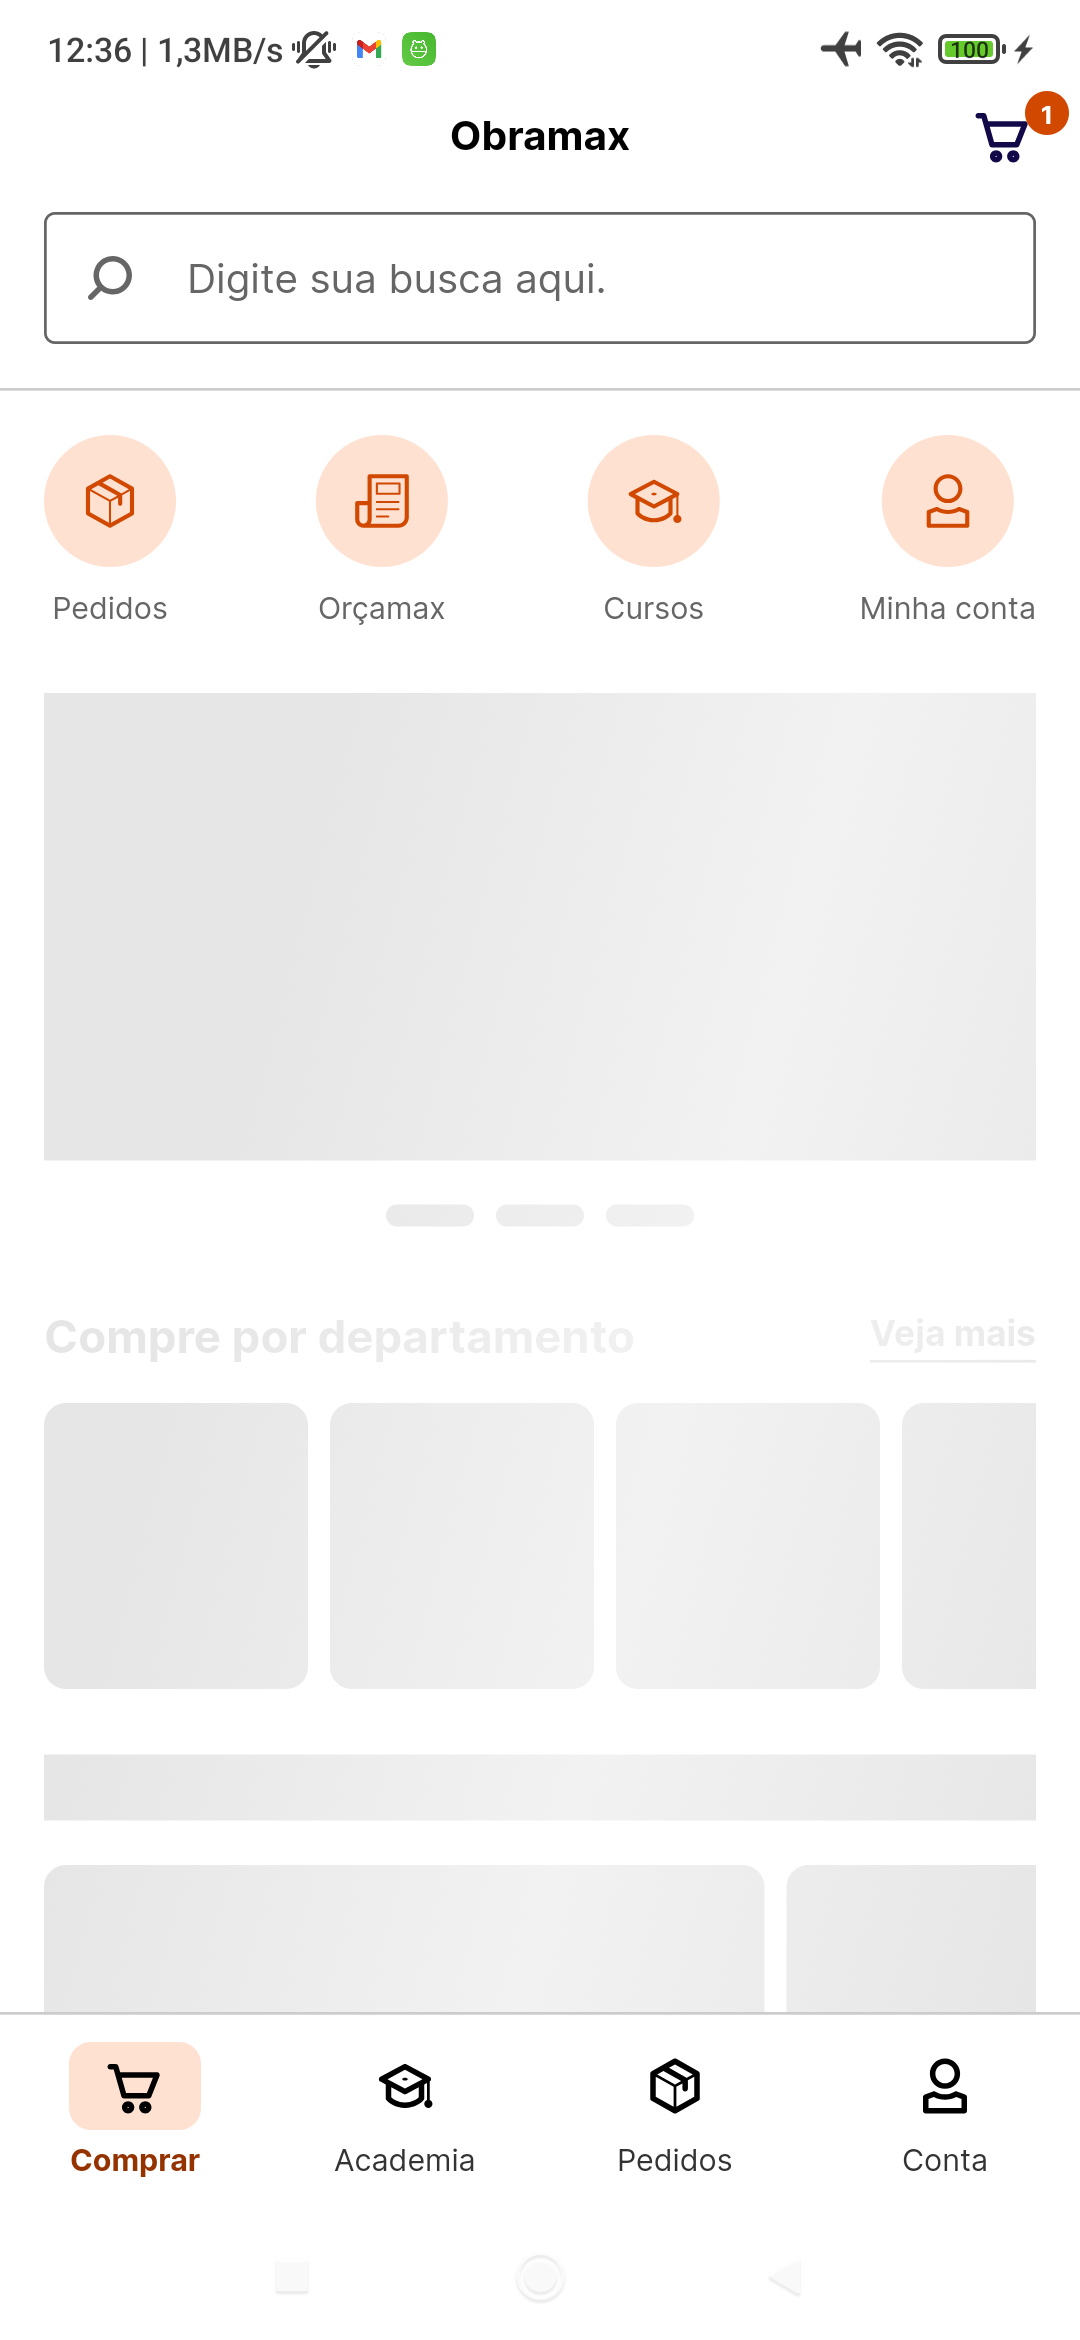 12:36 | 1,3MB/s
100
Obramax
1
Digite sua busca aqui.
Pedidos
Orçamax
Cursos
Minha conta
Compre por departamento
Veja mais
Comprar
Academia
Pedidos
Conta